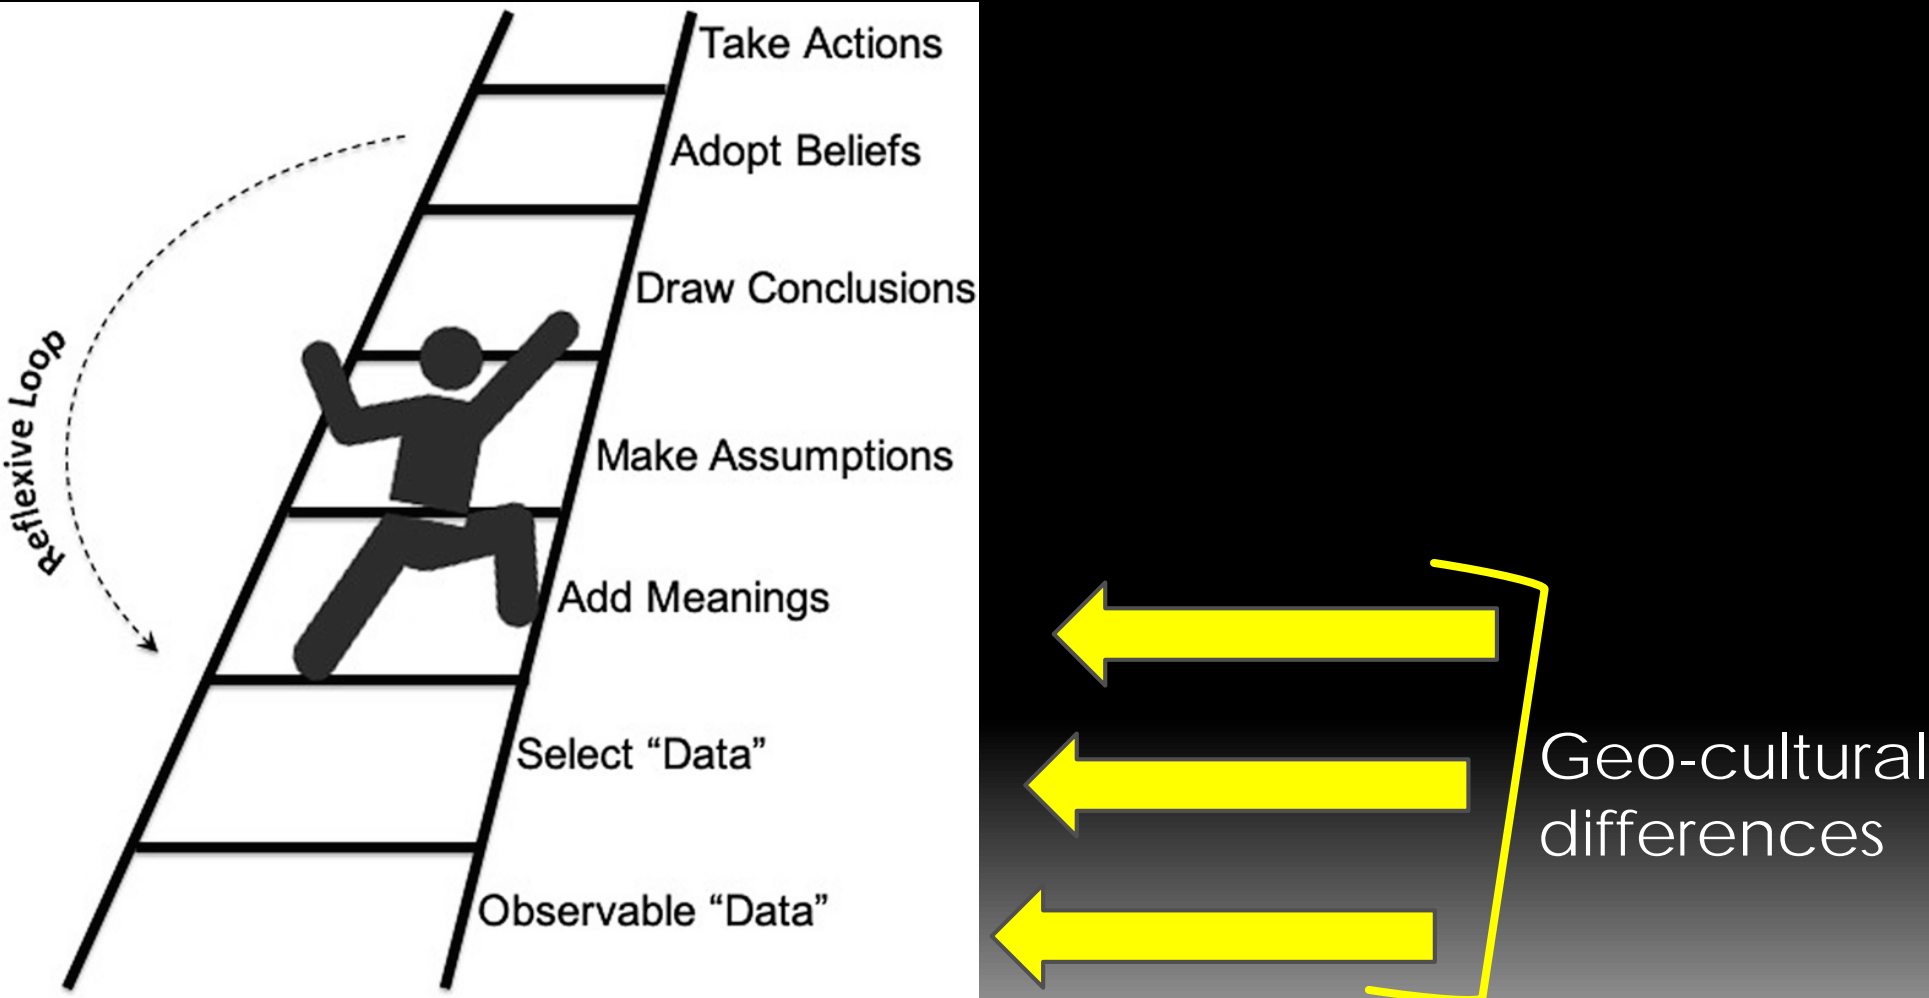 Take Actions
Adopt Beliefs
Draw Conclusions
Reflexive Loop
Make Assumptions
Add Meanings
Select “Data”
Observable “Data”
Geo-cultural
differences